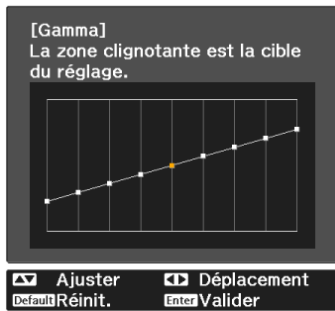 [Gamma]
La zone clignotante est la cible
du réglage.
Ajuster Déplacement
Default Réinit. Enter Valider